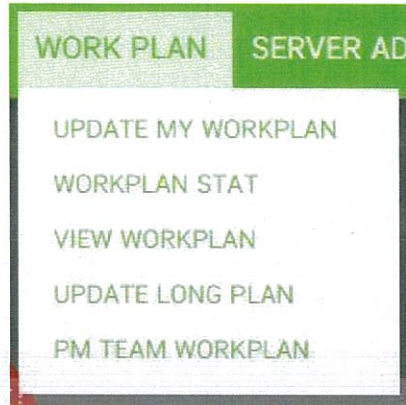 WORK PLAN SERVER AD
UPDATE MY WORKPLAN
WORKPLAN STAT
VIEW WORKPLAN
UPDATE LONG PLAN
PM TEAM WORKPLAN